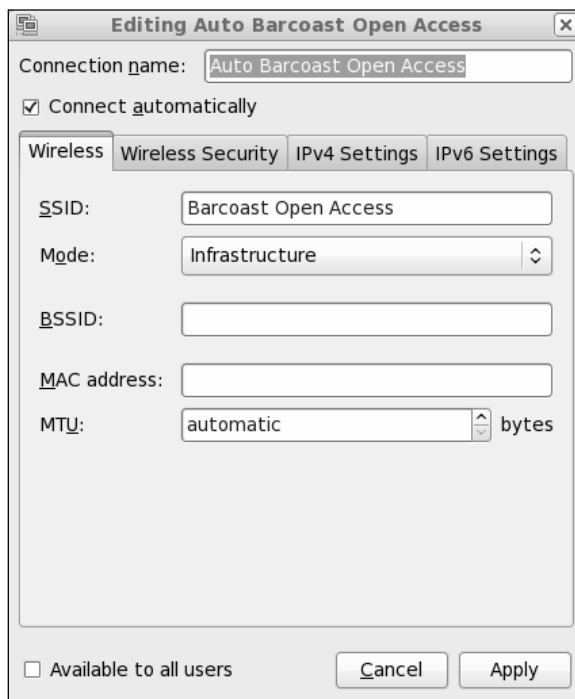 Editing Auto Barcoast Open Access
Connection name: Auto Barcoast Open Access
Connect automatically
Wireless Wireless Security IPv4 Settings IPv6 Settings
SSID: Barcoast Open Access
Mode: Infrastructure
BSSID:
MAC address:
MTU: automatic bytes
Available to all users Cancel Apply